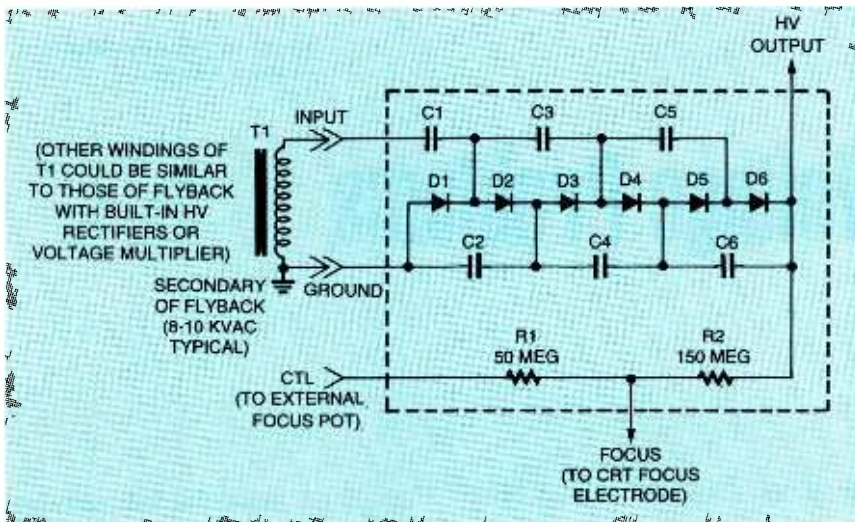 HV
OUTPUT
INPUT
C1
C3
C5
T1
(OTHER WINDINGS OF
T1 COULD BE SIMILAR
TO THOSE OF FLYBACK
WITH BUILT-IN HV
RECTIFIERS OR
VOLTAGE MULTIPLIER)
D1
D2
D3
D4
D5
D6
C2
C4
C6
SECONDARY
OF FLYBACK
(8-10 KVAC
TYPICAL)
GROUND
R1
50 MEG
R2
150 MEG
CTL
(TO EXTERNAL
FOCUS POT)
FOCUS
(TO CRT FOCUS
ELECTRODE)